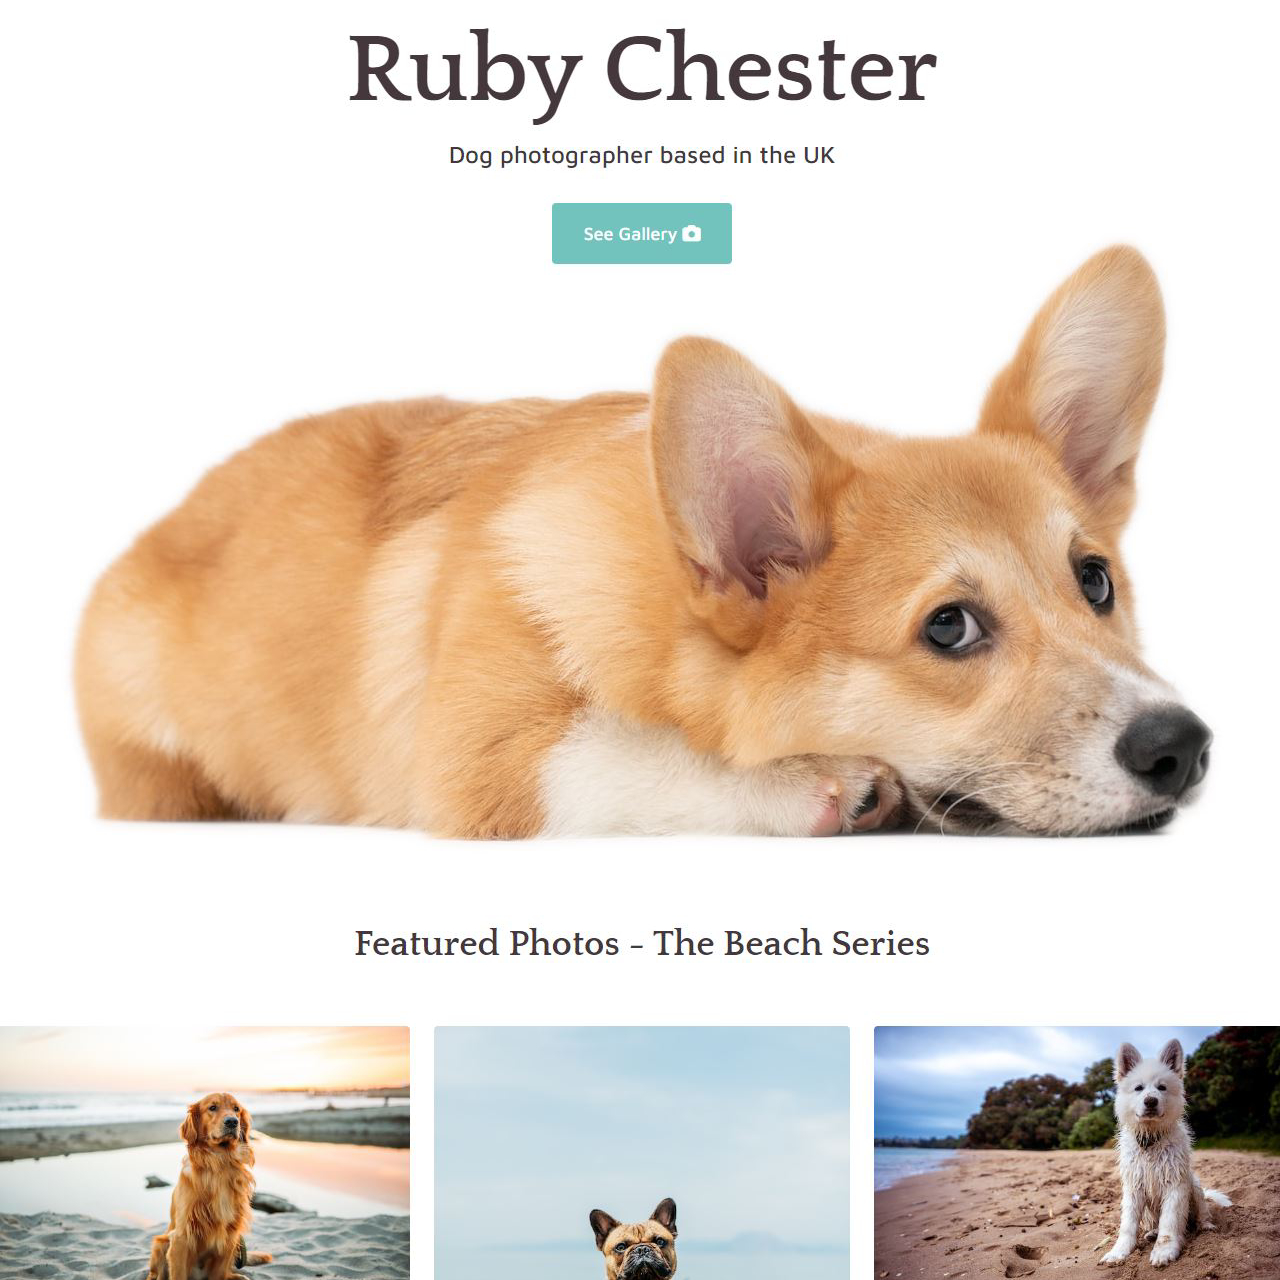 Ruby Chester
Dog photographer based in the UK
See Gallery
Featured Photos - The Beach Series